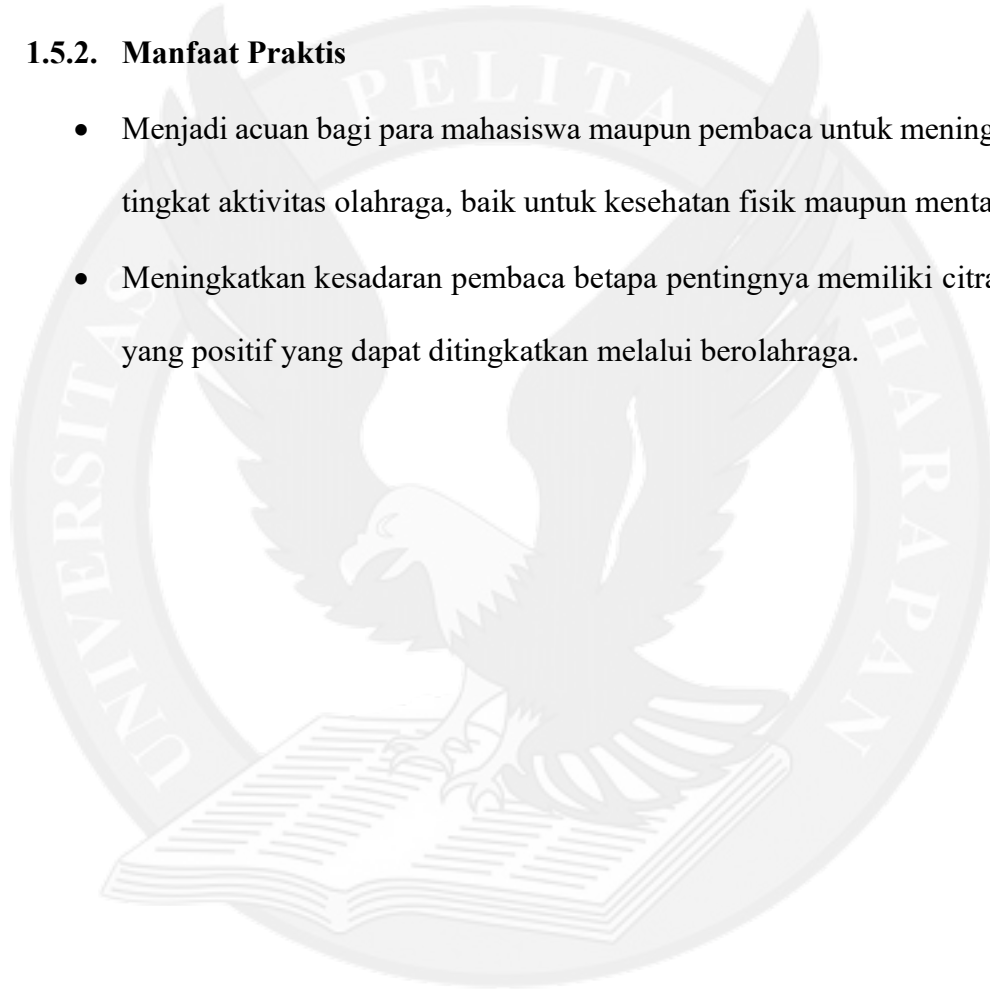 1.5.2. Manfaat Praktis
• Menjadi acuan bagi para mahasiswa maupun pembaca untuk mening
tingkat aktivitas olahraga, baik untuk kesehatan fisik maupun menta
• Meningkatkan kesadaran pembaca betapa pentingnya memiliki citra
yang positif yang dapat ditingkatkan melalui berolahraga.
UNIVERSITAS PELITA HARAPAN